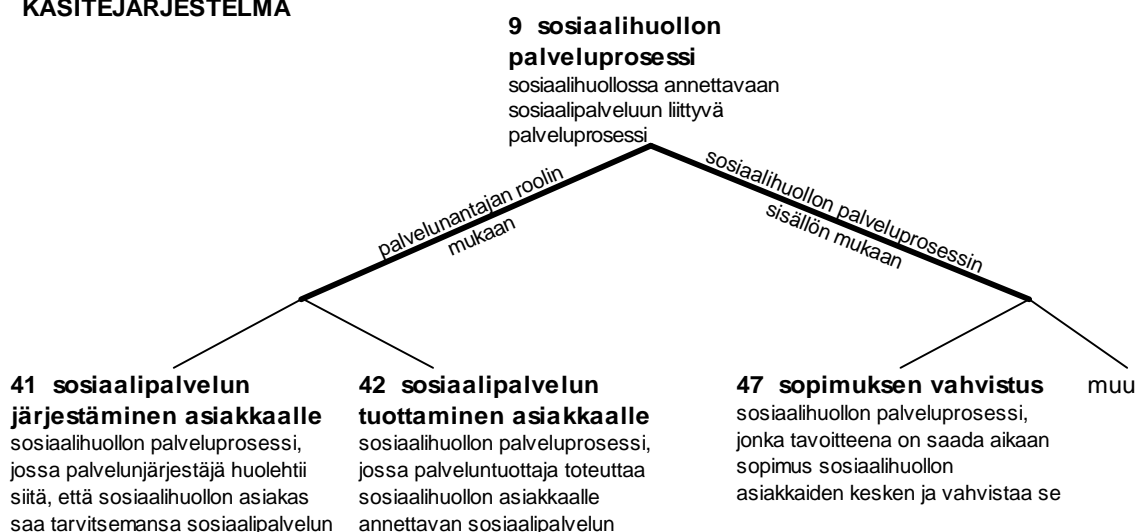 KÄSITEJÄRJESTELMÄ
9 sosiaalihuollon
palveluprosessi
sosiaalihuollossa annettavaan
sosiaalipalveluun liittyvä
palveluprosessi
palvelunantajan roolin
mukaan
sosiaalihuollon palveluprosessin
sisällön mukaan
41 sosiaalipalvelun
järjestäminen asiakkaalle
sosiaalihuollon palveluprosessi,
jossa palvelunjärjestäjä huolehtii
siitä, että sosiaalihuollon asiakas
saa tarvitsemansa sosiaalipalvelun
42 sosiaalipalvelun
tuottaminen asiakkaalle
sosiaalihuollon palveluprosessi,
jossa palveluntuottaja toteuttaa
sosiaalihuollon asiakkaalle
annettavan sosiaalipalvelun
47 sopimuksen vahvistus
sosiaalihuollon palveluprosessi,
jonka tavoitteena on saada aikaan
sopimus sosiaalihuollon
asiakkaiden kesken ja vahvistaa se
muu